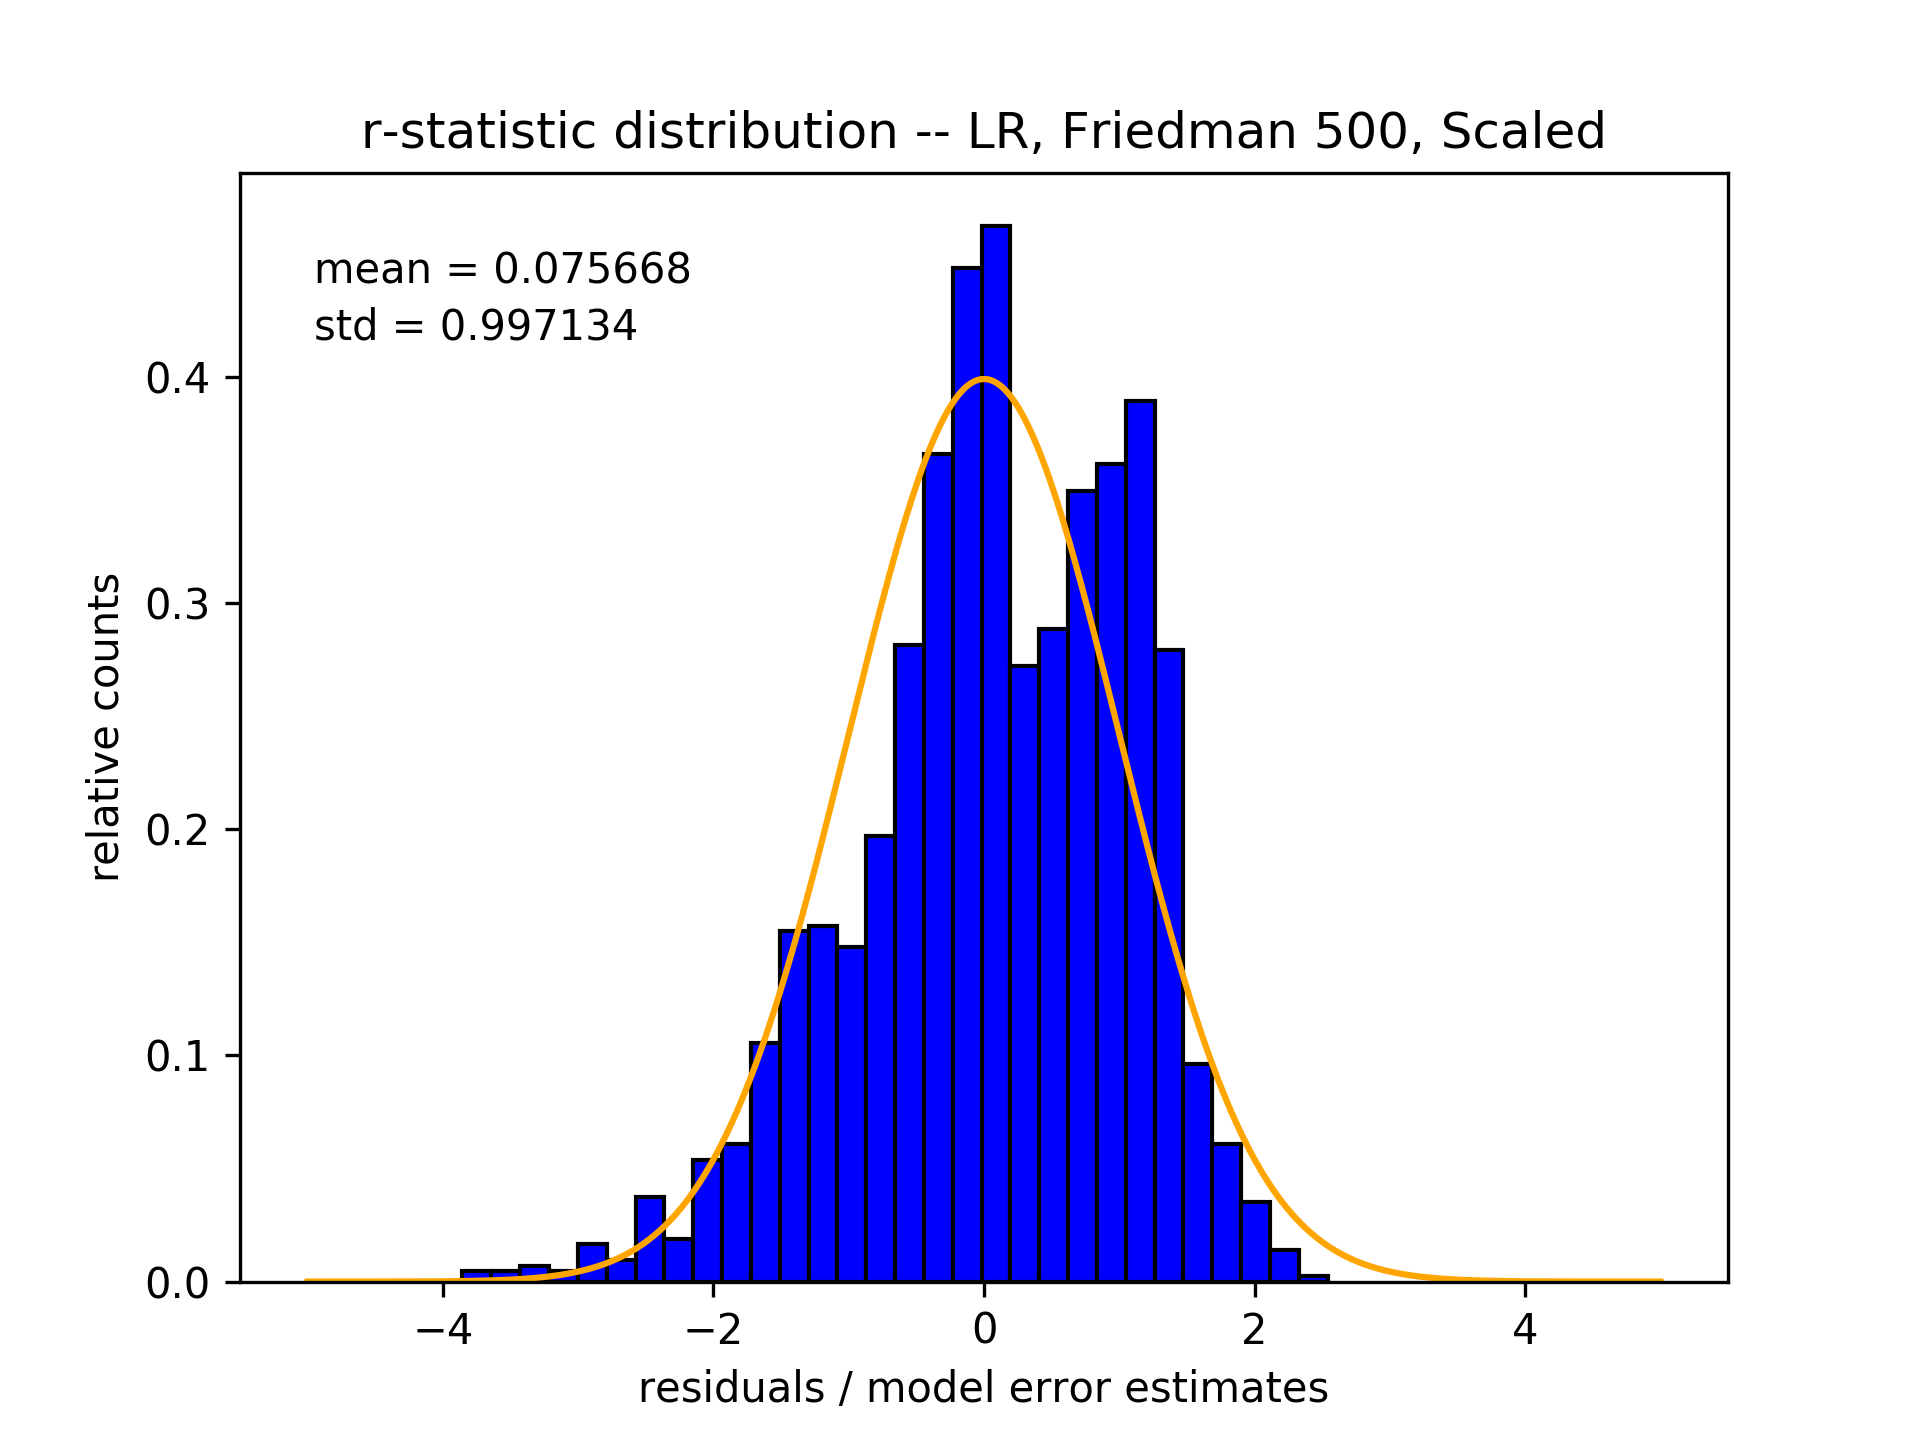 r-statistic distribution -- LR, Friedman 500, Scaled
mean = 0.075668
std = 0.997134
0.4
0.3
0.2
0.1
0.0
relative counts
−4
−2
0
2
4
residuals / model error estimates